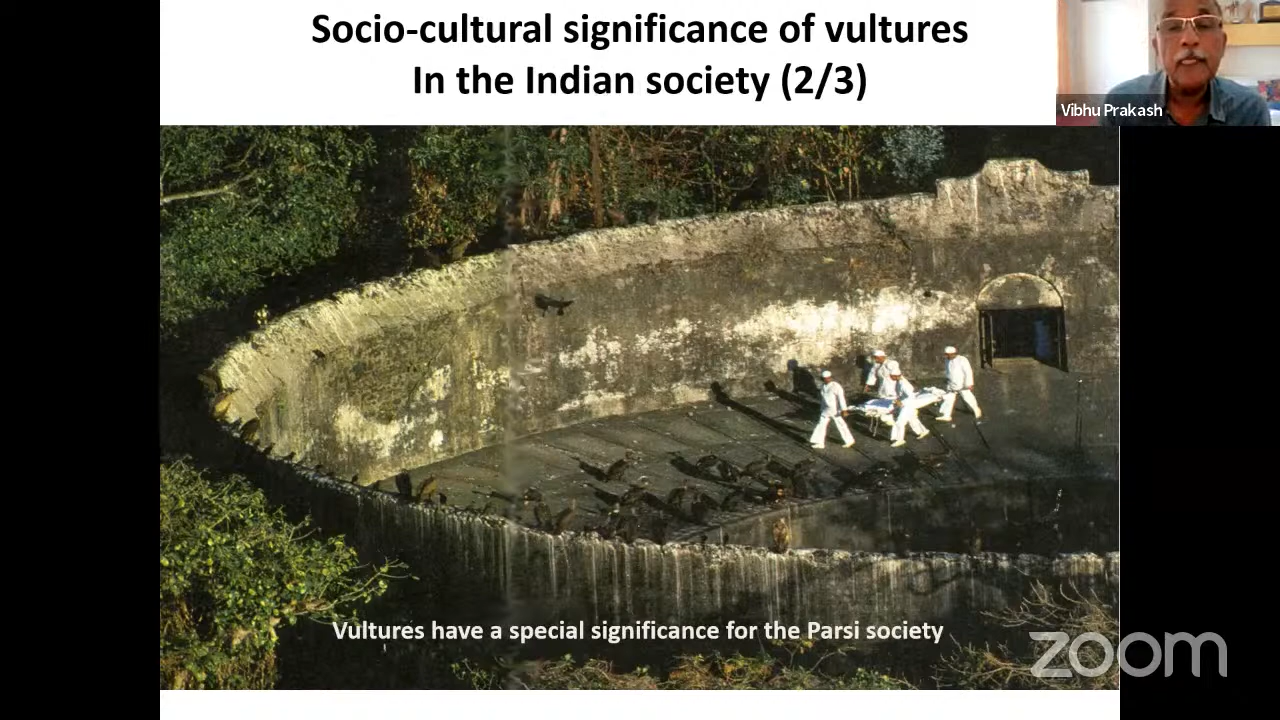 Socio-cultural significance of vultures
In the Indian society (2/3)
Vibhu Prakash
Vultures have a special significance for the Parsi society
zoom